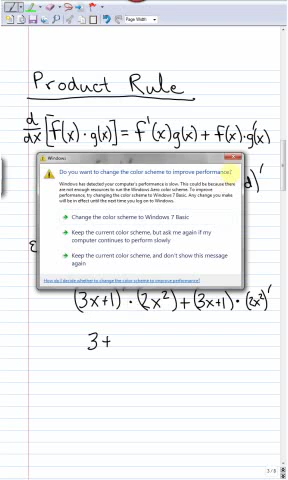 Page Width
Product Rule
d/dx [f(x)·g(x)] = f'(x)g(x) + f(x)·g'(x)
Windows
d)'
Do you want to change the color scheme to improve performance?
Windows has detected your computer's performance is slow. This could be because there
are not enough resources to run the Windows Aero color scheme. To improve
performance, try changing the color scheme to Windows 7 Basic. Any change you make
will be in effect until the next time you log on to Windows.
Change the color scheme to Windows 7 Basic
Keep the current color scheme, but ask me again if my
computer continues to perform slowly
Keep the current color scheme, and don't show this message
again
How do I decide whether to change the color scheme to improve performance?
(3x+1)'·(2x²)+(3x+1)·(2x²)'
3+